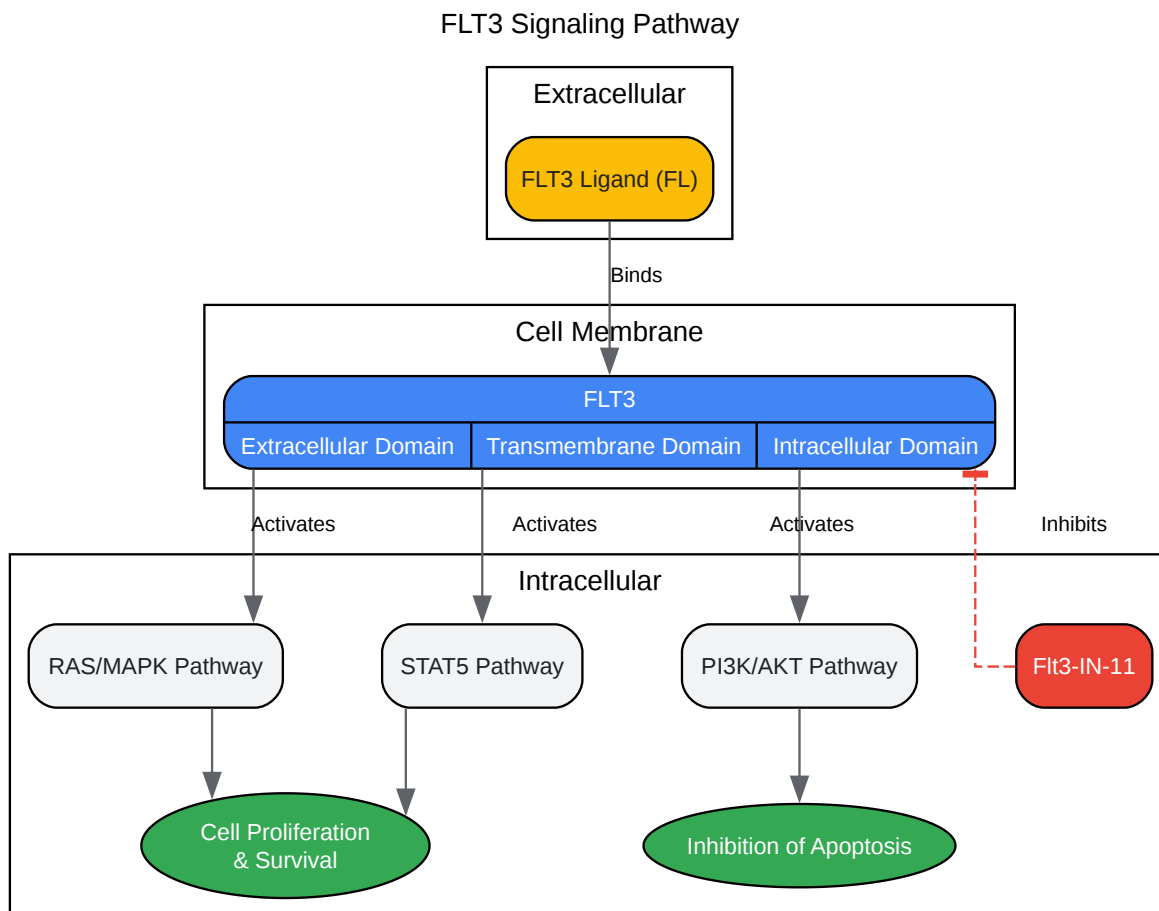 FLT3 Signaling Pathway
Extracellular
FLT3 Ligand (FL)
Binds
Cell Membrane
FLT3
Extracellular Domain
Transmembrane Domain
Intracellular Domain
Activates
Activates
Activates
Inhibits
Intracellular
RAS/MAPK Pathway
STAT5 Pathway
PI3K/AKT Pathway
Flt3-IN-11
Cell Proliferation
& Survival
Inhibition of Apoptosis